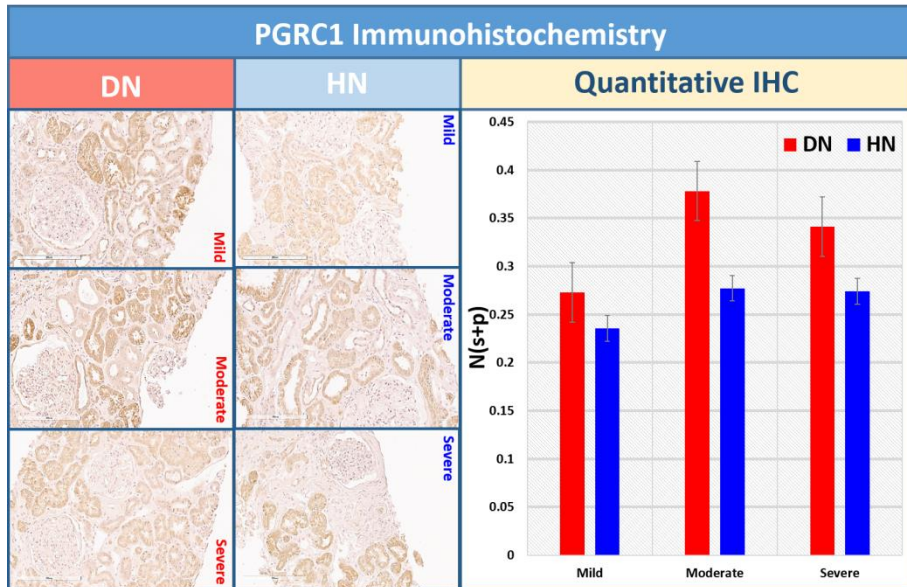 PGRC1 Immunohistochemistry
DN
HN
Quantitative IHC
Mild
Moderate
Severe
Mild
Moderate
Severe
DN
HN
N(s+p)
0.45
0.4
0.35
0.3
0.25
0.2
0.15
0.1
0.05
0
Mild
Moderate
Severe